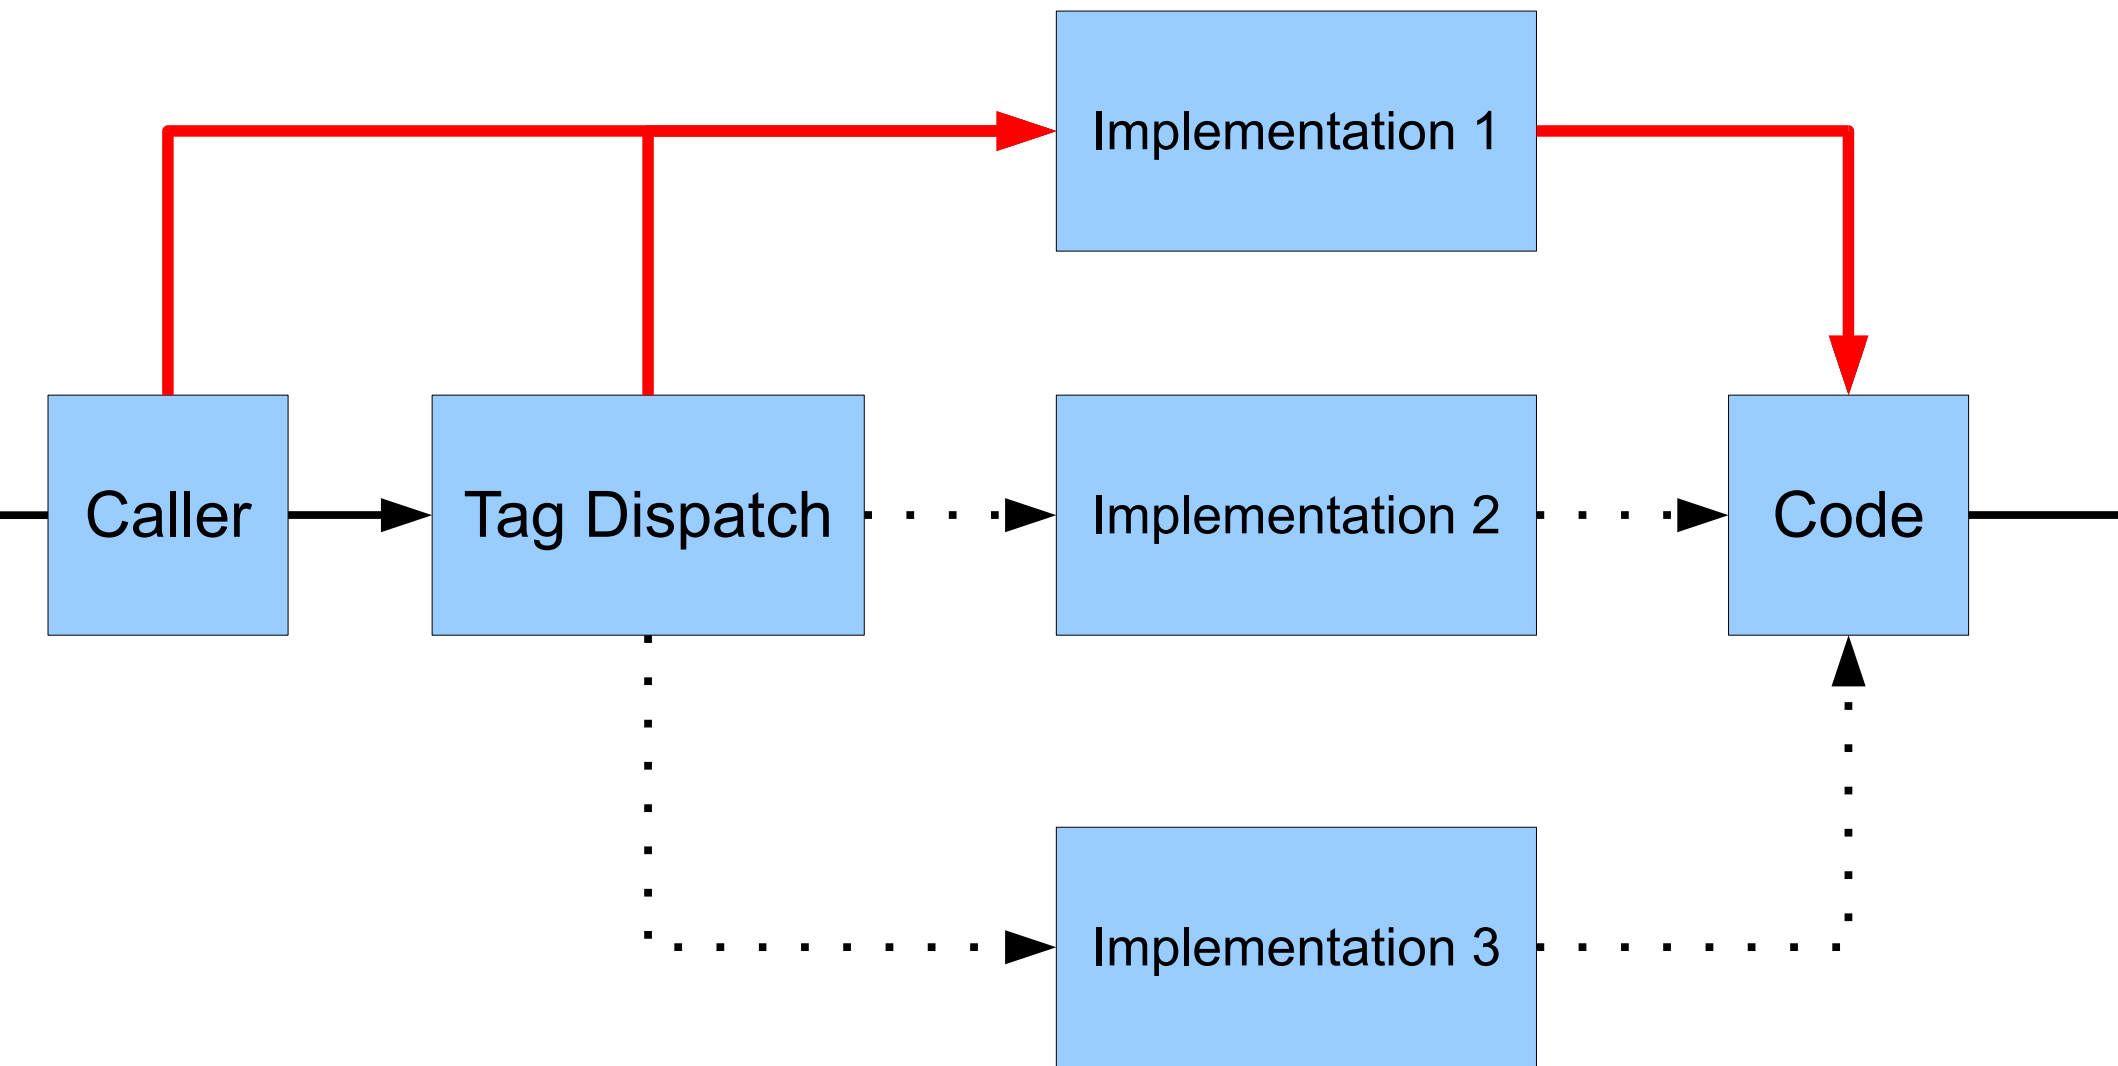 Implementation 1
Caller
Tag Dispatch
Implementation 2
Code
Implementation 3